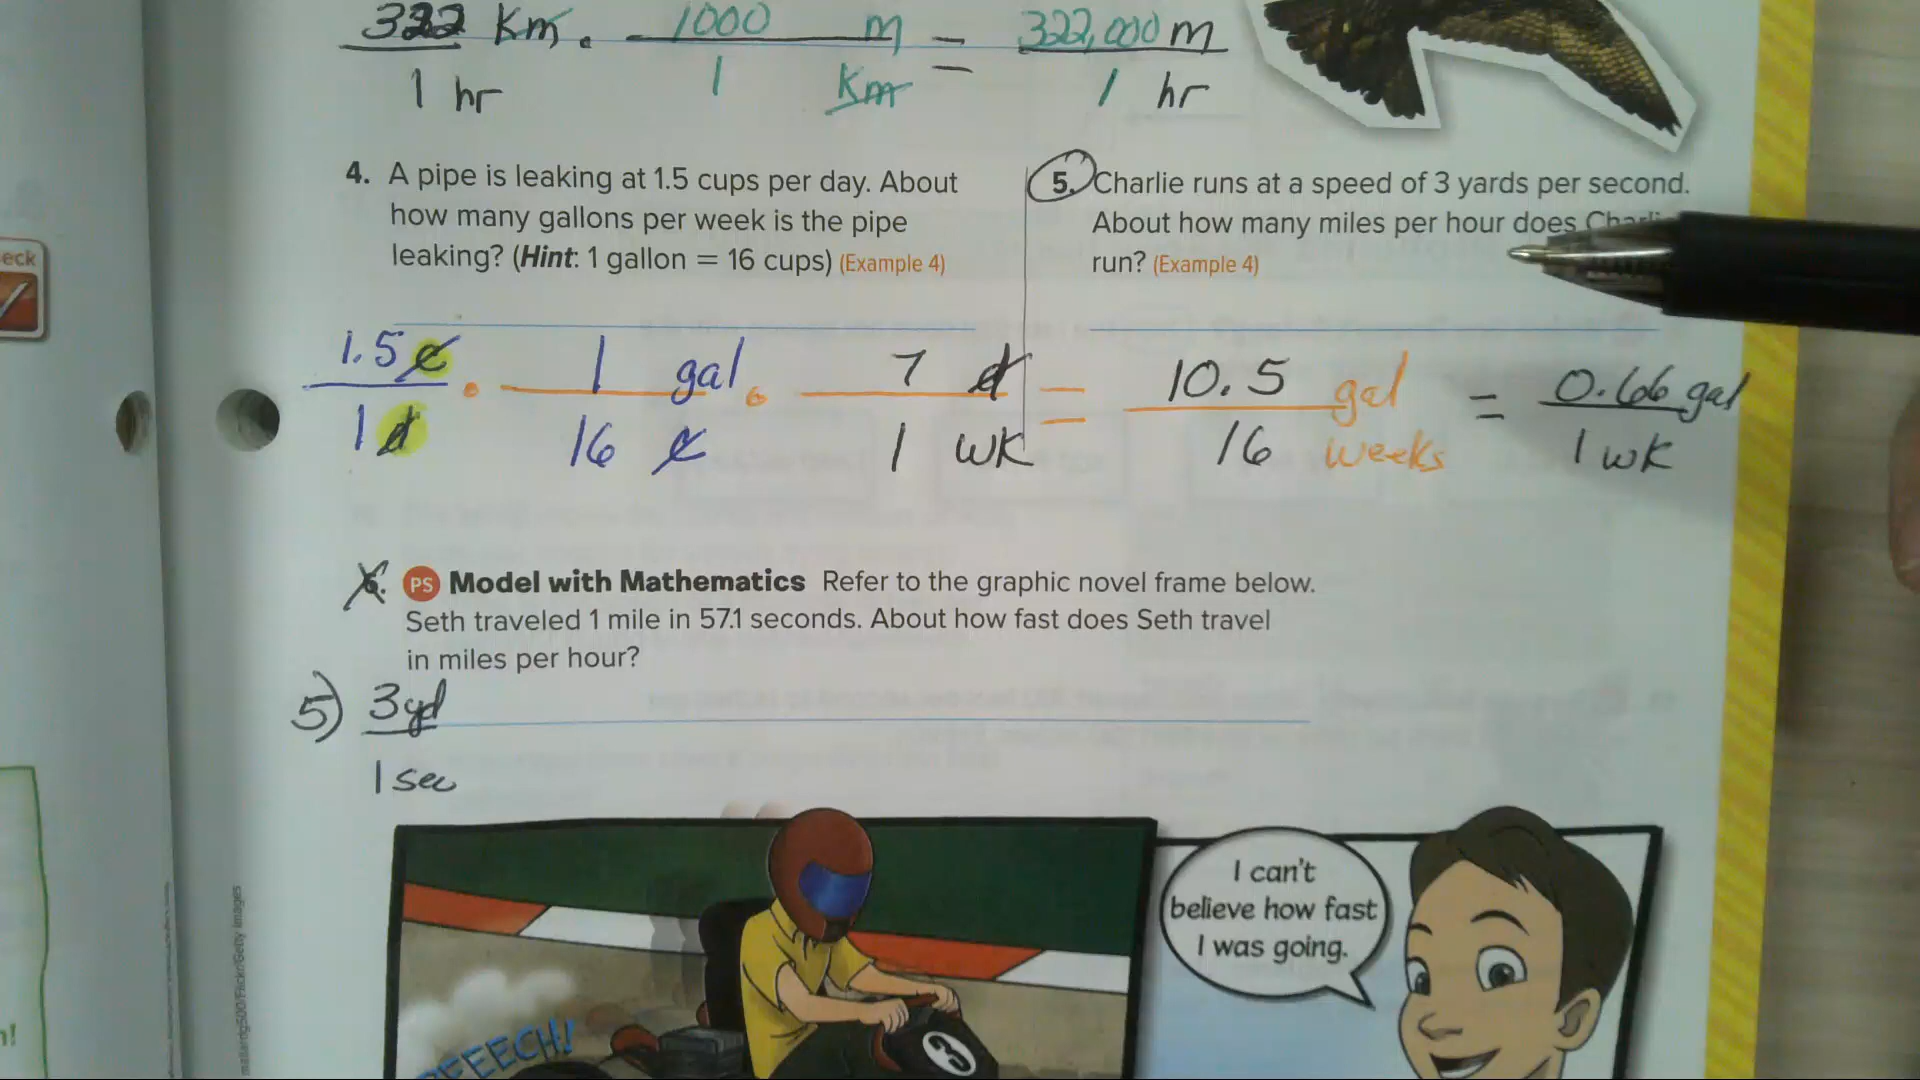 322 Km . 1000 m = 322,000 m
1 hr 1 Km 1 hr
4. A pipe is leaking at 1.5 cups per day. About
how many gallons per week is the pipe
leaking? (Hint: 1 gallon = 16 cups) (Example 4)
5. Charlie runs at a speed of 3 yards per second.
About how many miles per hour does
run? (Example 4)
1.5 c . 1 gal . 7 d = 10.5 gal = 0.66 gal
1 d 16 c 1 wk 16 weeks 1 wk
6. PS Model with Mathematics Refer to the graphic novel frame below.
Seth traveled 1 mile in 57.1 seconds. About how fast does Seth travel
in miles per hour?
5) 3 yd
1 sec
I can't
believe how fast
I was going.
EEECH!
3
eck
n!